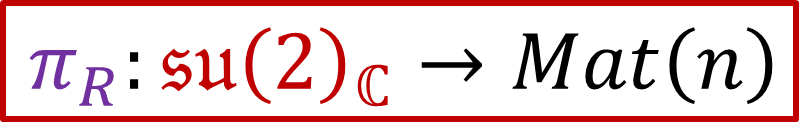 π_R: 𝔰𝔲(2)_ℂ → Mat(n)